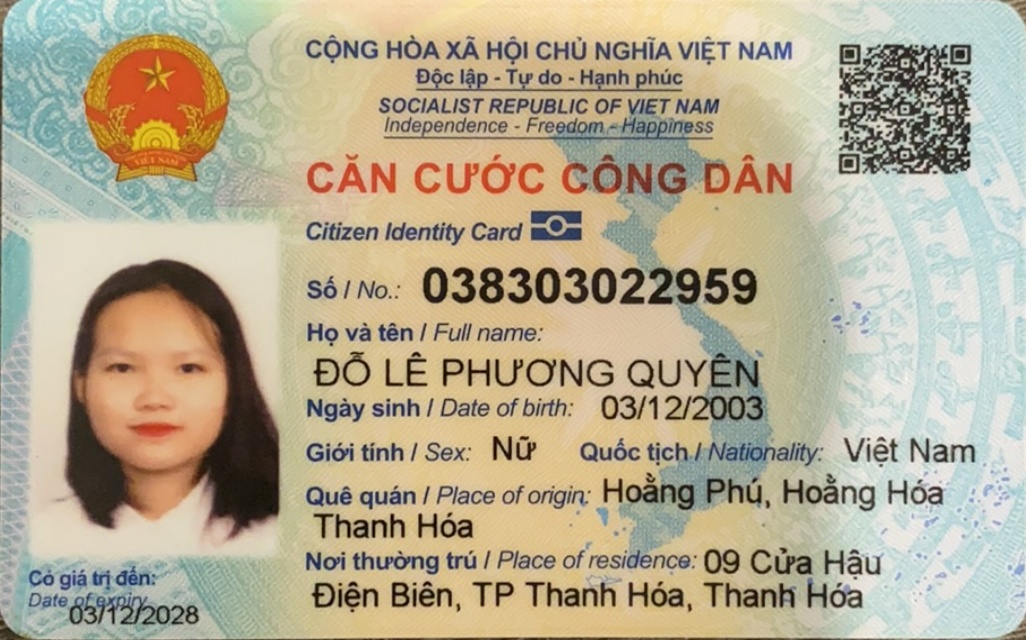 CỘNG HÒA XÃ HỘI CHỦ NGHĨA VIỆT NAM
Độc lập - Tự do - Hạnh phúc
SOCIALIST REPUBLIC OF VIET NAM
Independence - Freedom - Happiness
CĂN CƯỚC CÔNG DÂN
Citizen Identity Card
Số / No.: 038303022959
Họ và tên / Full name:
ĐỖ LÊ PHƯƠNG QUYÊN
Ngày sinh / Date of birth: 03/12/2003
Giới tính / Sex: Nữ Quốc tịch / Nationality: Việt Nam
Quê quán / Place of origin: Hoằng Phú, Hoằng Hóa
Thanh Hóa
Nơi thường trú / Place of residence: 09 Cửa Hậu
Điện Biên, TP Thanh Hóa, Thanh Hóa
Có giá trị đến:
Date of expiry
03/12/2028
VIỆT NAM